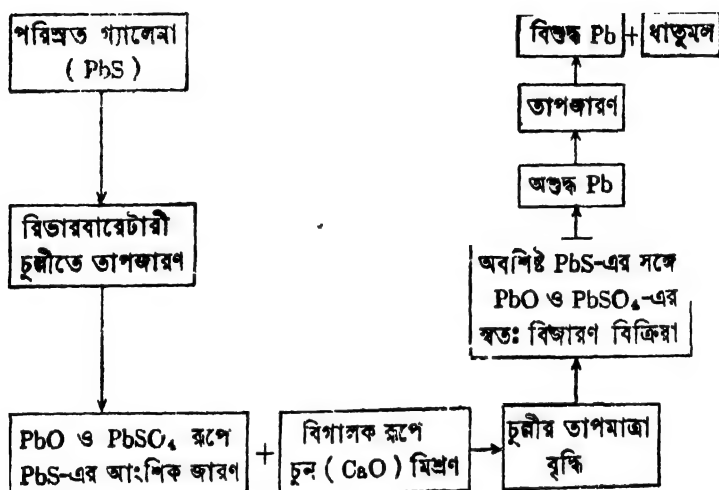 পরিস্রুত গ্যালেনা
( PbS )
রিভারবারেটারী
চুল্লীতে তাপজারণ
PbO ও PbSO₄ রূপে
PbS-এর আংশিক জারণ
+
বিগালক রূপে
চুন ( CaO ) মিশ্রণ
চুল্লীর তাপমাত্রা
বৃদ্ধি
অবশিষ্ট PbS-এর সঙ্গে
PbO ও PbSO₄-এর
স্বতঃ বিজারণ বিক্রিয়া
অশুদ্ধ Pb
তাপজারণ
বিশুদ্ধ Pb + ধাতুমল